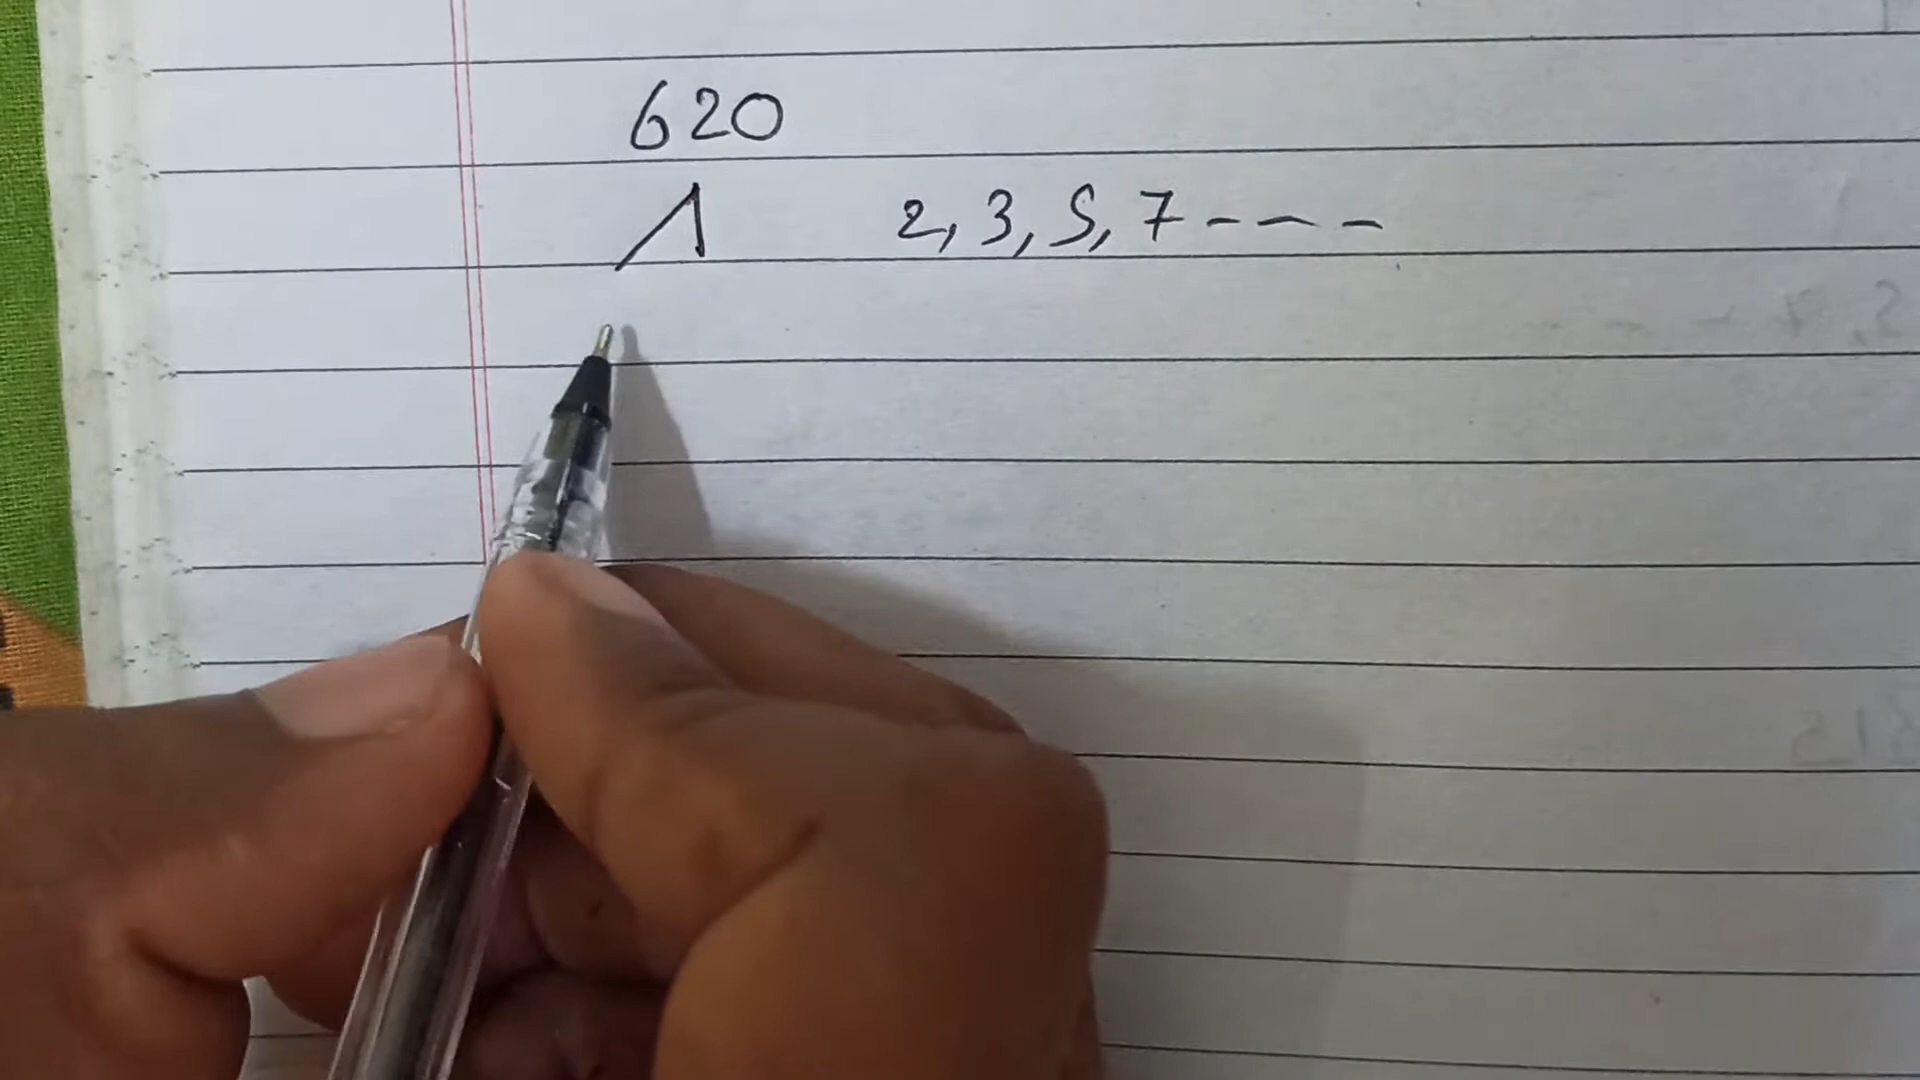 620
2, 3, 5, 7 - - -